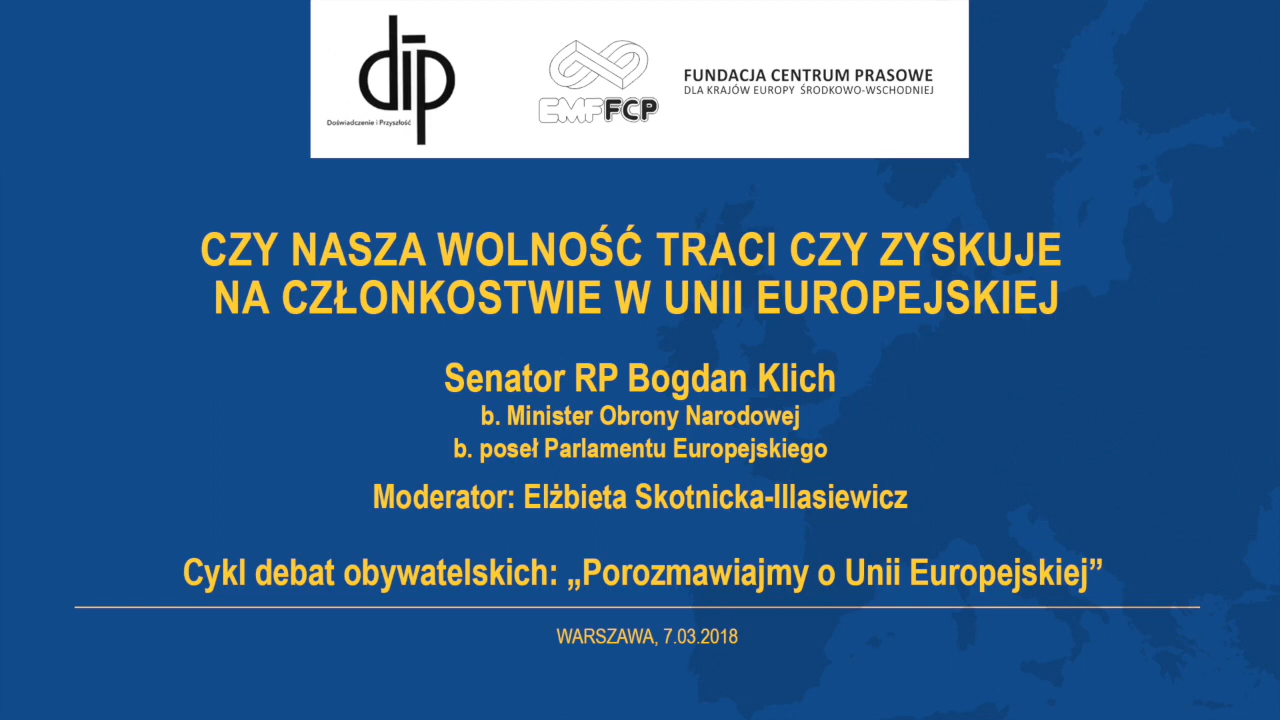 dip
Doświadczenie i Przyszłość
EMFFCP
FUNDACJA CENTRUM PRASOWE
DLA KRAJÓW EUROPY ŚRODKOWO-WSCHODNIEJ
CZY NASZA WOLNOŚĆ TRACI CZY ZYSKUJE
NA CZŁONKOSTWIE W UNII EUROPEJSKIEJ
Senator RP Bogdan Klich
b. Minister Obrony Narodowej
b. poseł Parlamentu Europejskiego
Moderator: Elżbieta Skotnicka-Illasiewicz
Cykl debat obywatelskich: „Porozmawiajmy o Unii Europejskiej”
WARSZAWA, 7.03.2018